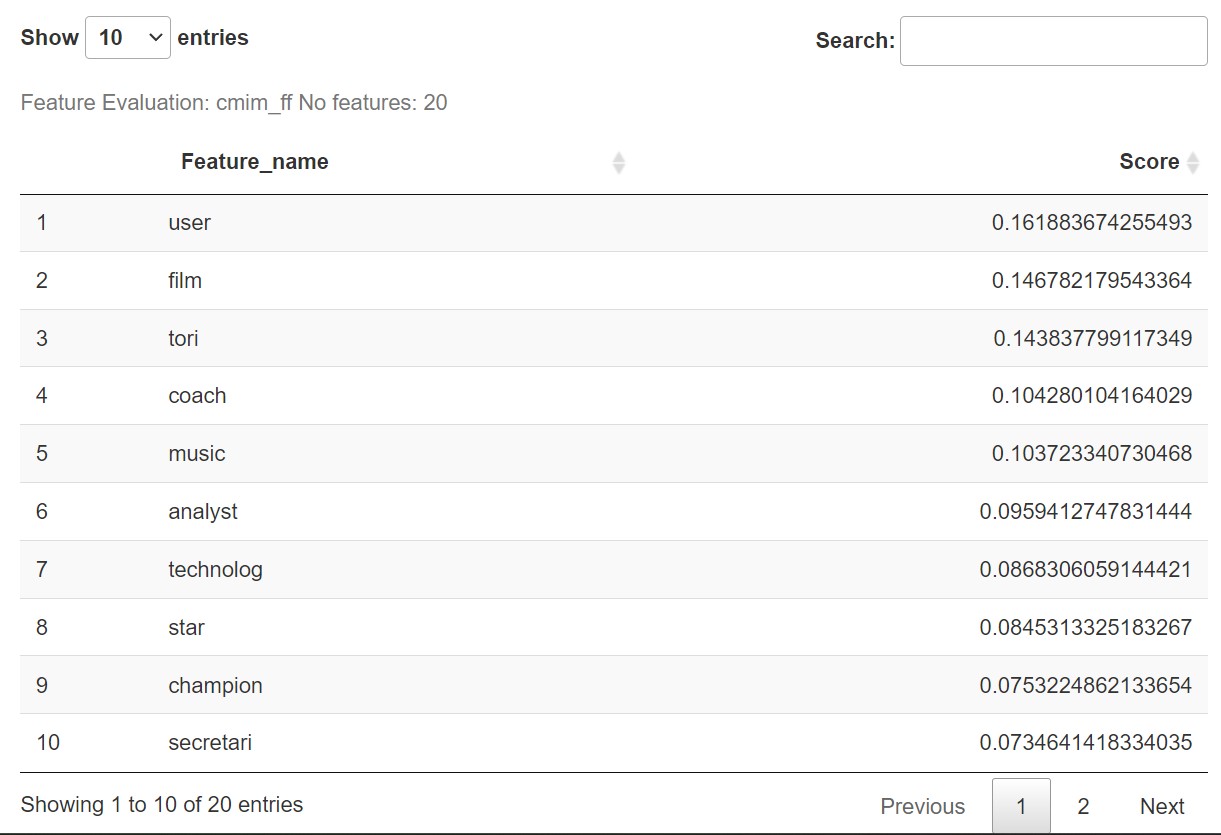 Show 10 entries Search:
Feature Evaluation: cmim_ff No features: 20
Feature_name Score
1 user 0.161883674255493
2 film 0.146782179543364
3 tori 0.143837799117349
4 coach 0.104280104164029
5 music 0.103723340730468
6 analyst 0.0959412747831444
7 technolog 0.0868306059144421
8 star 0.0845313325183267
9 champion 0.0753224862133654
10 secretari 0.0734641418334035
Showing 1 to 10 of 20 entries Previous 1 2 Next